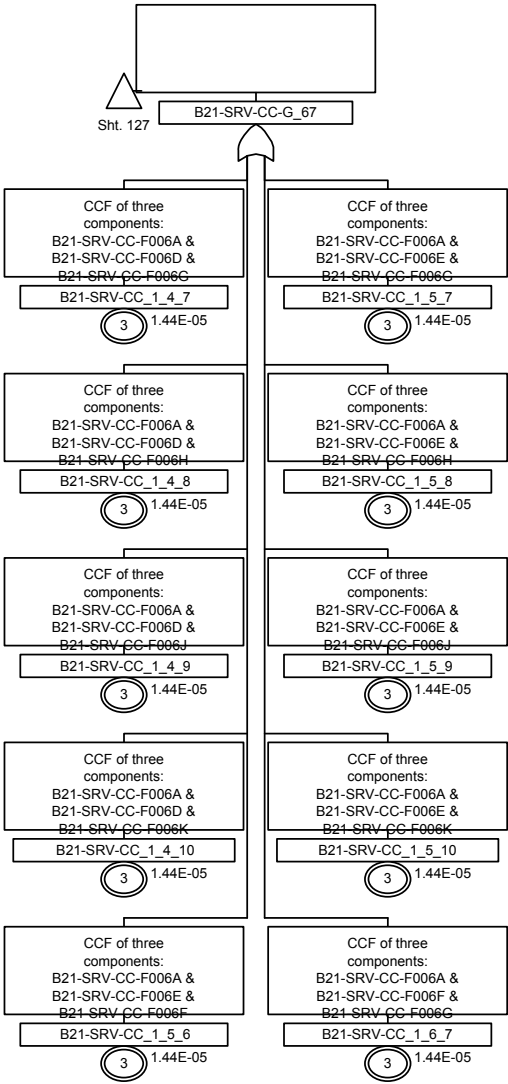 Sht. 127
B21-SRV-CC-G_67
CCF of three
components:
B21-SRV-CC-F006A &
B21-SRV-CC-F006D &
B21-SRV-CC-F006G
B21-SRV-CC_1_4_7
3
1.44E-05
CCF of three
components:
B21-SRV-CC-F006A &
B21-SRV-CC-F006E &
B21-SRV-CC-F006G
B21-SRV-CC_1_5_7
3
1.44E-05
CCF of three
components:
B21-SRV-CC-F006A &
B21-SRV-CC-F006D &
B21-SRV-CC-F006H
B21-SRV-CC_1_4_8
3
1.44E-05
CCF of three
components:
B21-SRV-CC-F006A &
B21-SRV-CC-F006E &
B21-SRV-CC-F006H
B21-SRV-CC_1_5_8
3
1.44E-05
CCF of three
components:
B21-SRV-CC-F006A &
B21-SRV-CC-F006D &
B21-SRV-CC-F006J
B21-SRV-CC_1_4_9
3
1.44E-05
CCF of three
components:
B21-SRV-CC-F006A &
B21-SRV-CC-F006E &
B21-SRV-CC-F006J
B21-SRV-CC_1_5_9
3
1.44E-05
CCF of three
components:
B21-SRV-CC-F006A &
B21-SRV-CC-F006D &
B21-SRV-CC-F006K
B21-SRV-CC_1_4_10
3
1.44E-05
CCF of three
components:
B21-SRV-CC-F006A &
B21-SRV-CC-F006E &
B21-SRV-CC-F006K
B21-SRV-CC_1_5_10
3
1.44E-05
CCF of three
components:
B21-SRV-CC-F006A &
B21-SRV-CC-F006E &
B21-SRV-CC-F006F
B21-SRV-CC_1_5_6
3
1.44E-05
CCF of three
components:
B21-SRV-CC-F006A &
B21-SRV-CC-F006F &
B21-SRV-CC-F006G
B21-SRV-CC_1_6_7
3
1.44E-05